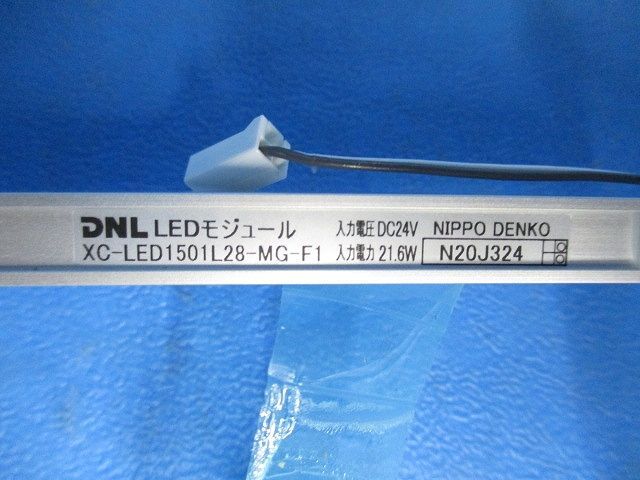 DNL LEDモジュール 入力電圧 DC24V NIPPO DENKO
XC-LED1501L28-MG-F1 入力電力 21.6W N20J324